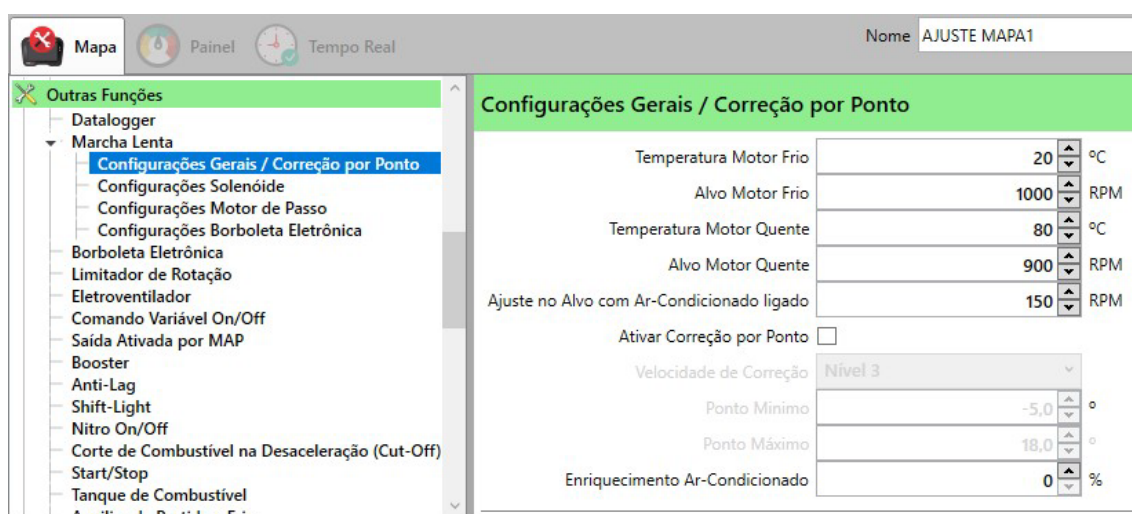 Mapa
Painel
Tempo Real
Nome AJUSTE MAPA1
Outras Funções
Datalogger
Marcha Lenta
Configurações Gerais / Correção por Ponto
Configurações Solenóide
Configurações Motor de Passo
Configurações Borboleta Eletrônica
Borboleta Eletrônica
Limitador de Rotação
Eletroventilador
Comando Variável On/Off
Saída Ativada por MAP
Booster
Anti-Lag
Shift-Light
Nitro On/Off
Corte de Combustível na Desaceleração (Cut-Off)
Start/Stop
Tanque de Combustível
Configurações Gerais / Correção por Ponto
Temperatura Motor Frio 20 ºC
Alvo Motor Frio 1000 RPM
Temperatura Motor Quente 80 ºC
Alvo Motor Quente 900 RPM
Ajuste no Alvo com Ar-Condicionado ligado 150 RPM
Ativar Correção por Ponto
Velocidade de Correção Nível 3
Ponto Minimo -5,0 º
Ponto Máximo 18,0 º
Enriquecimento Ar-Condicionado 0 %